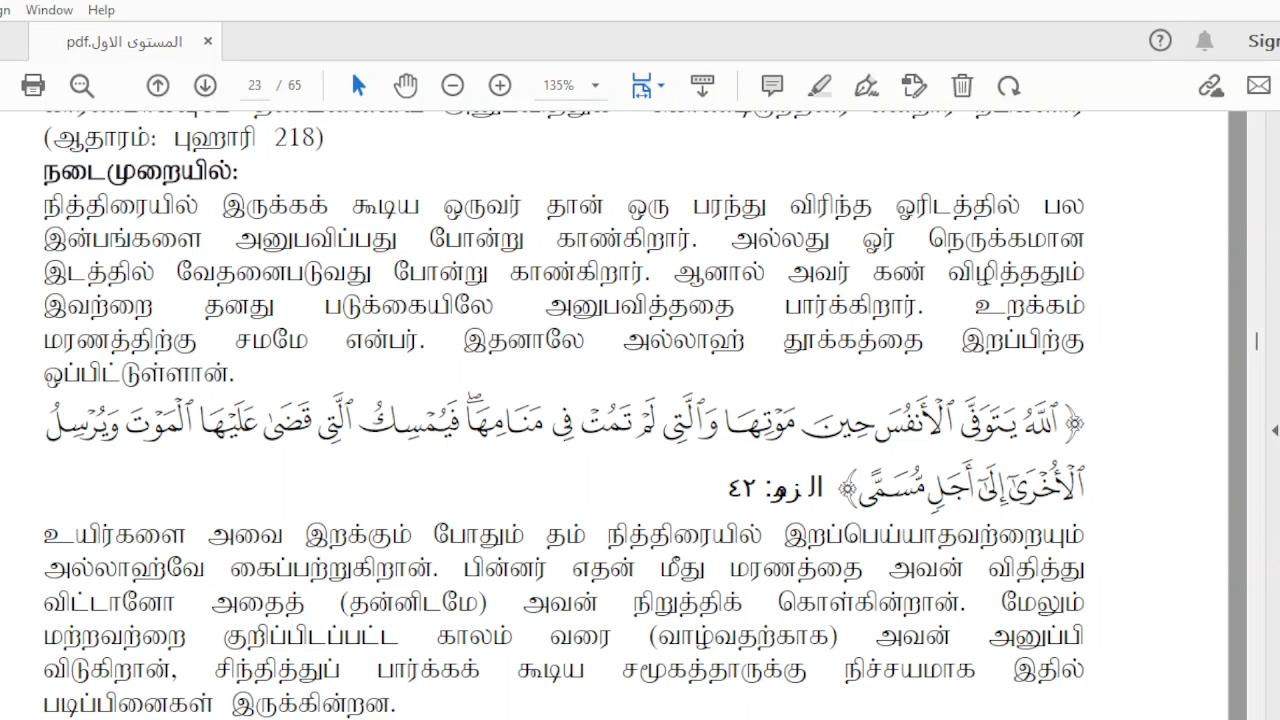 Window Help
المستوى الاول.pdf ×
Sign
23 / 65 135%
(ஆதாரம்: புஹாரி 218)
நடைமுறையில்:
நித்திரையில் இருக்கக் கூடிய ஒருவர் தான் ஒரு பரந்து விரிந்த ஓரிடத்தில் பல
இன்பங்களை அனுபவிப்பது போன்று காண்கிறார். அல்லது ஓர் நெருக்கமான
இடத்தில் வேதனைபடுவது போன்று காண்கிறார். ஆனால் அவர் கண் விழித்ததும்
இவற்றை தனது படுக்கையிலே அனுபவித்ததை பார்க்கிறார். உறக்கம்
மரணத்திற்கு சமமே என்பர். இதனாலே அல்லாஹ் தூக்கத்தை இறப்பிற்கு
ஒப்பிட்டுள்ளான்.
﴿ ٱللَّهُ يَتَوَفَّى ٱلْأَنفُسَ حِينَ مَوْتِهَا وَٱلَّتِى لَمْ تَمُتْ فِى مَنَامِهَا ۖ فَيُمْسِكُ ٱلَّتِى قَضَىٰ عَلَيْهَا ٱلْمَوْتَ وَيُرْسِلُ
ٱلْأُخْرَىٰٓ إِلَىٰٓ أَجَلٍ مُّسَمًّى ﴾ الزمر: ٤٢
உயிர்களை அவை இறக்கும் போதும் தம் நித்திரையில் இறப்பெய்யாதவற்றையும்
அல்லாஹ்வே கைப்பற்றுகிறான். பின்னர் எதன் மீது மரணத்தை அவன் விதித்து
விட்டானோ அதைத் (தன்னிடமே) அவன் நிறுத்திக் கொள்கின்றான். மேலும்
மற்றவற்றை குறிப்பிடப்பட்ட காலம் வரை (வாழ்வதற்காக) அவன் அனுப்பி
விடுகிறான், சிந்தித்துப் பார்க்கக் கூடிய சமூகத்தாருக்கு நிச்சயமாக இதில்
படிப்பினைகள் இருக்கின்றன.